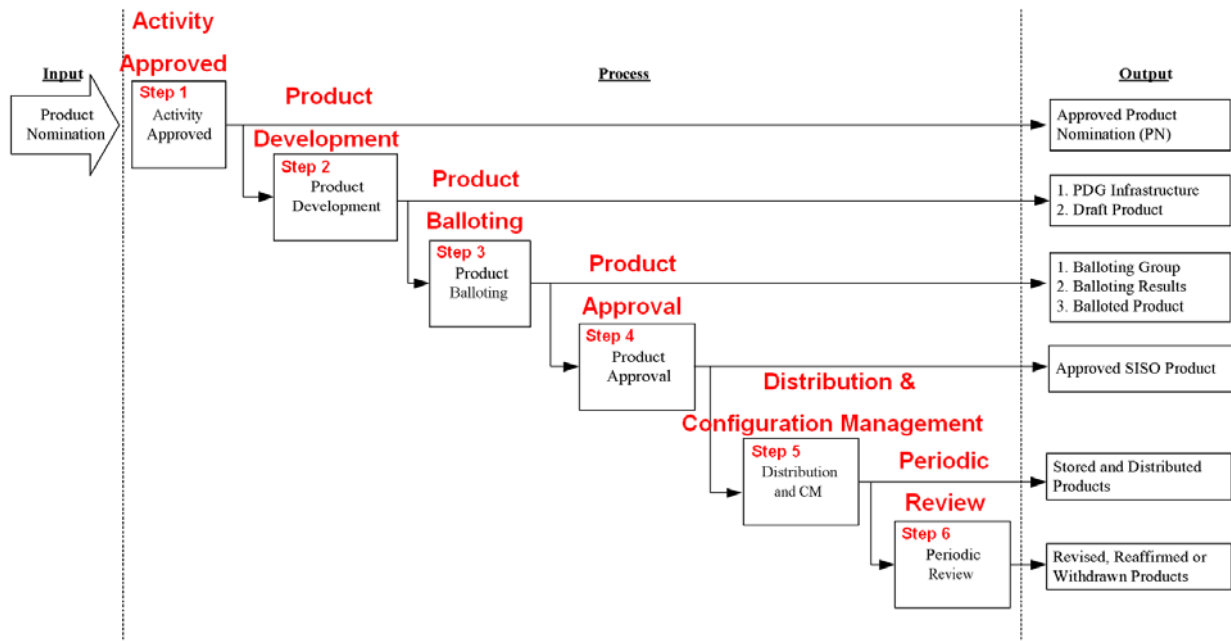 Activity
Approved
Input
Process
Output
Product
Nomination
Step 1
Activity
Approved
Product
Development
Approved Product
Nomination (PN)
Step 2
Product
Development
Product
Balloting
1. PDG Infrastructure
2. Draft Product
Step 3
Product
Balloting
Product
Approval
1. Balloting Group
2. Balloting Results
3. Balloted Product
Step 4
Product
Approval
Distribution &
Configuration Management
Approved SISO Product
Step 5
Distribution
and CM
Periodic
Review
Stored and Distributed
Products
Step 6
Periodic
Review
Revised, Reaffirmed or
Withdrawn Products